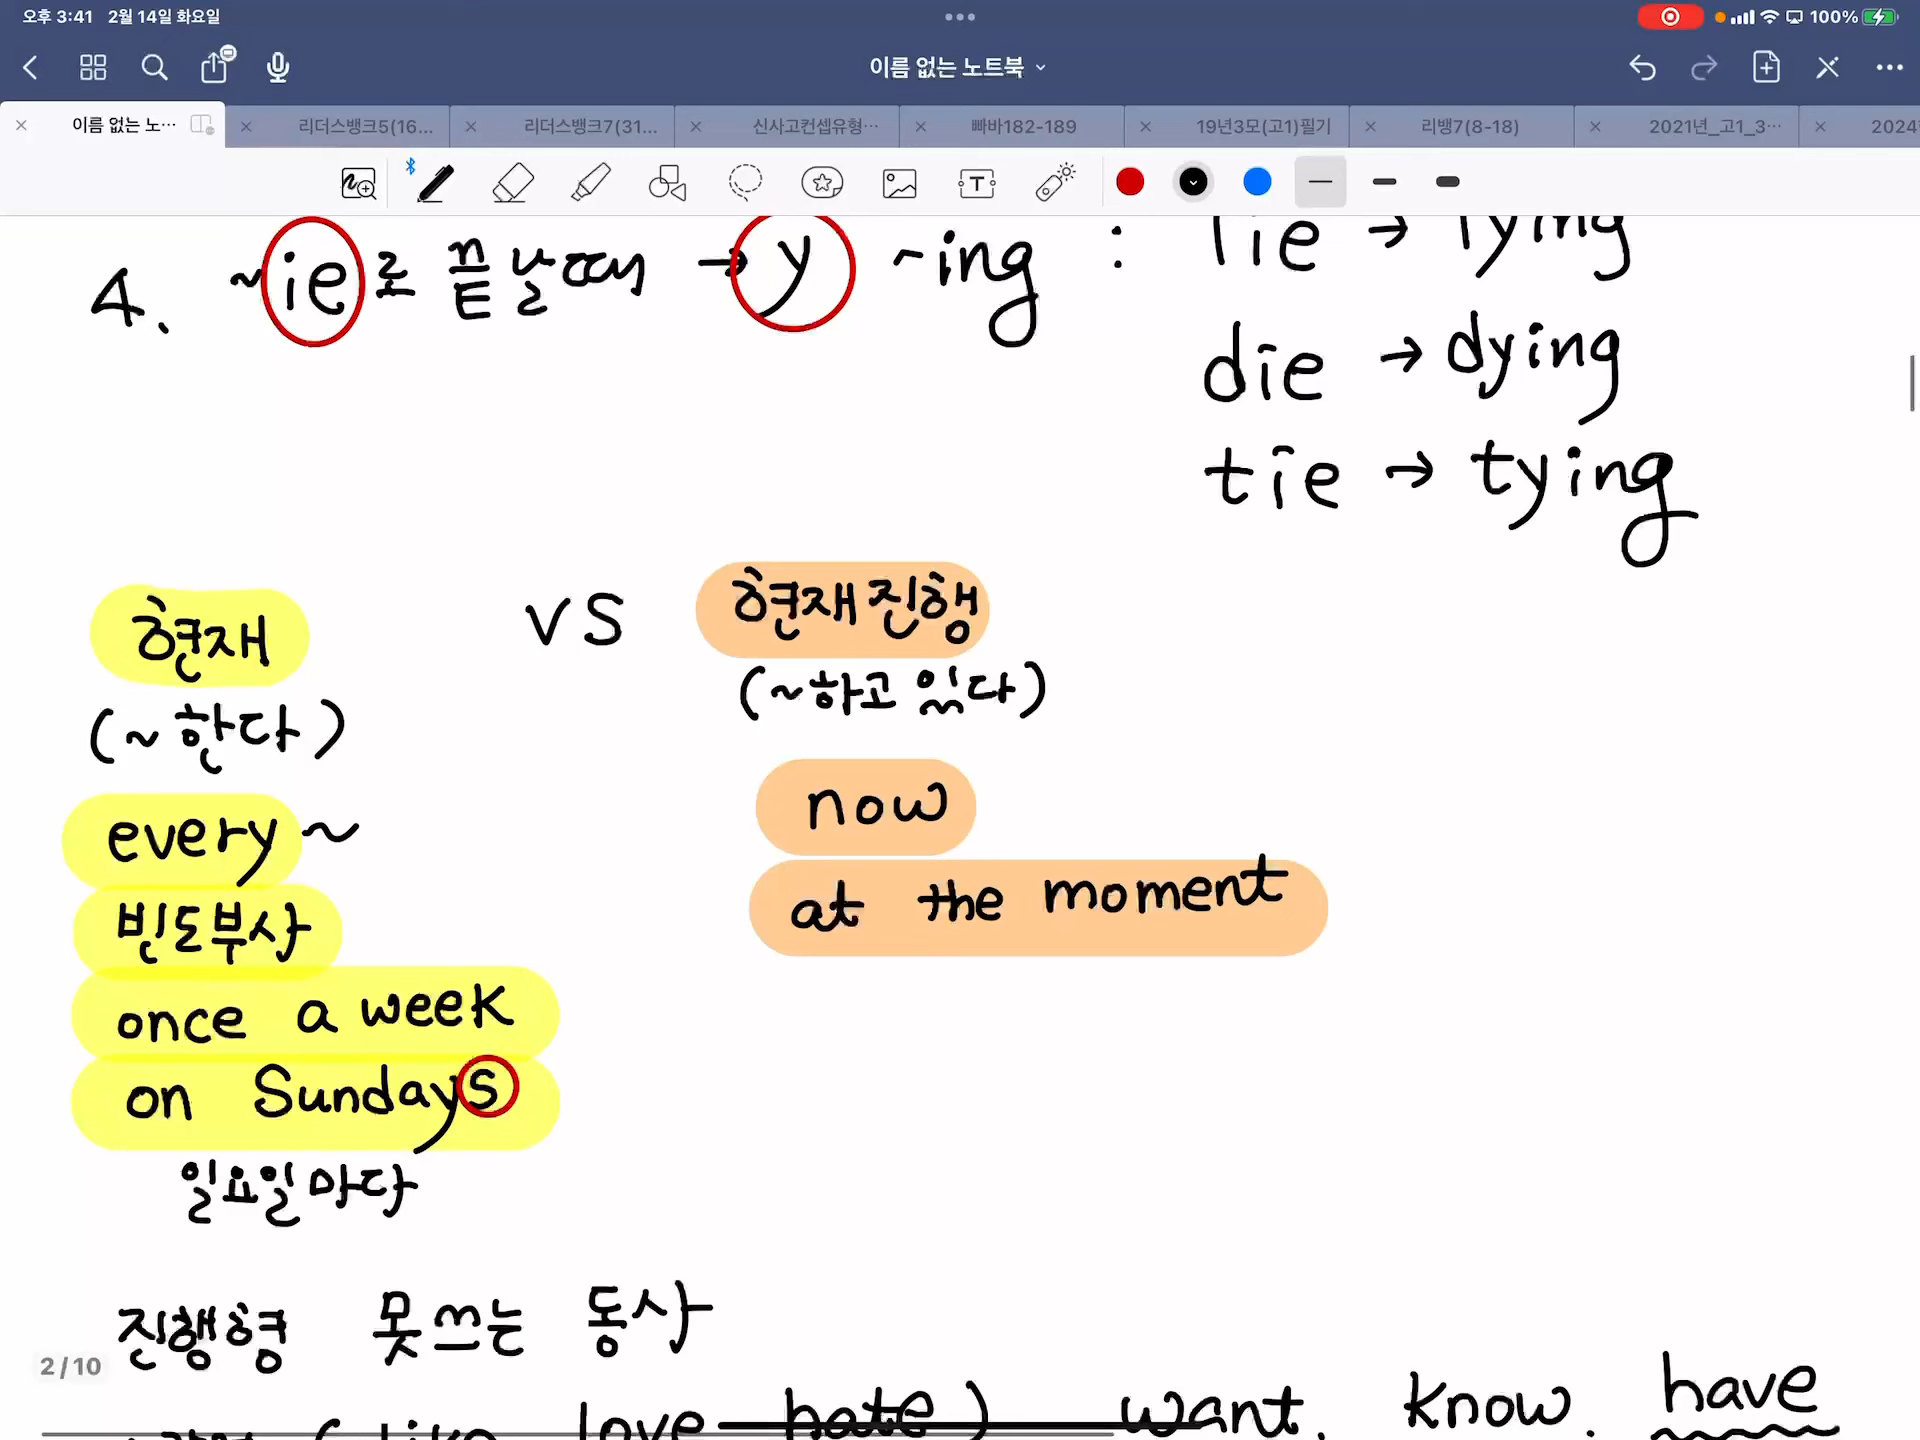 오후 3:41 2월 14일 화요일
100%
이름 없는 노트북
이름 없는 노…
리더스뱅크5(16…
리더스뱅크7(31…
신사고컨셉유형…
빠바182-189
19년3모(고1)필기
리뱅7(8-18)
2021년_고1_3…
2024
4. ~ie로 끝날때 → y ~ing : lie → lying
die → dying
tie → tying
현재 vs 현재진행
(~한다) (~하고 있다)
every~ now
빈도부사 at the moment
once a week
on Sundays
일요일마다
진행형 못쓰는 동사
2/10
(like love hate) want, know, have